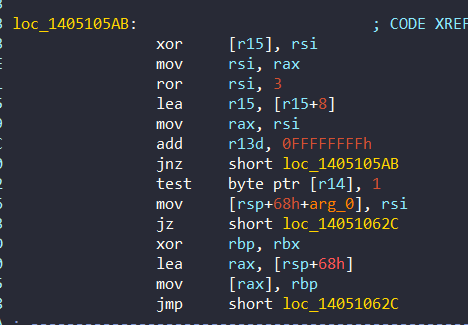 loc_1405105AB: ; CODE XREF
xor [r15], rsi
mov rsi, rax
ror rsi, 3
lea r15, [r15+8]
mov rax, rsi
add r13d, 0FFFFFFFFh
jnz short loc_1405105AB
test byte ptr [r14], 1
mov [rsp+68h+arg_0], rsi
jz short loc_14051062C
xor rbp, rbx
lea rax, [rsp+68h]
mov [rax], rbp
jmp short loc_14051062C